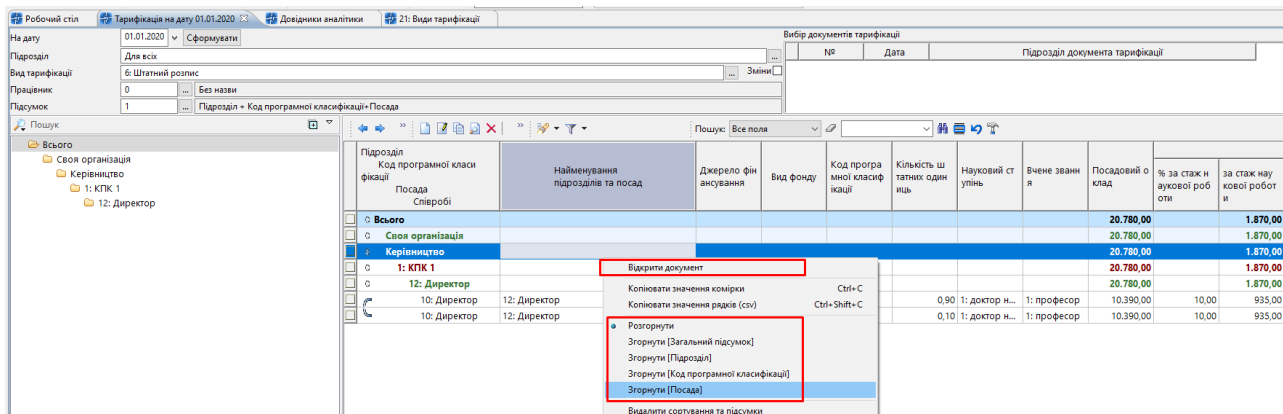 Робочий стіл
Тарифікація на дату 01.01.2020
Довідники аналітики
21: Види тарифікації
На дату
01.01.2020
Сформувати
Підрозділ
Для всіх
...
Вид тарифікації
6: Штатний розпис
...
Зміни
Працівник
0
...
Без назви
Підсумок
1
...
Підрозділ + Код програмної класифікації+Посада
Вибір документів тарифікації
№
Дата
Підрозділ документа тарифікації
Пошук
Всього
Своя організація
Керівництво
1: КПК 1
12: Директор
Пошук:
Все поля
Підрозділ
Код програмної класи
фікації
Посада
Співробі
Найменування
підрозділів та посад
Джерело фін
ансування
Вид фонду
Код програ
мної класиф
ікації
Кількість ш
татних один
иць
Науковий ст
упінь
Вчене званн
я
Посадовий о
клад
% за стаж н
аукової роб
оти
за стаж нау
кової робот
и
Всього 20.780,00 1.870,00
Своя організація 20.780,00 1.870,00
Керівництво 20.780,00 1.870,00
1: КПК 1 20.780,00 1.870,00
12: Директор 20.780,00 1.870,00
10: Директор 12: Директор 0,90 1: доктор н... 1: професор 10.390,00 10,00 935,00
10: Директор 12: Директор 0,10 1: доктор н... 1: професор 10.390,00 10,00 935,00
Відкрити документ
Копіювати значення комірки Ctrl+C
Копіювати значення рядків (csv) Ctrl+Shift+C
Розгорнути
Згорнути [Загальний підсумок]
Згорнути [Підрозділ]
Згорнути [Код програмної класифікації]
Згорнути [Посада]
Видалити сортування та підсумки